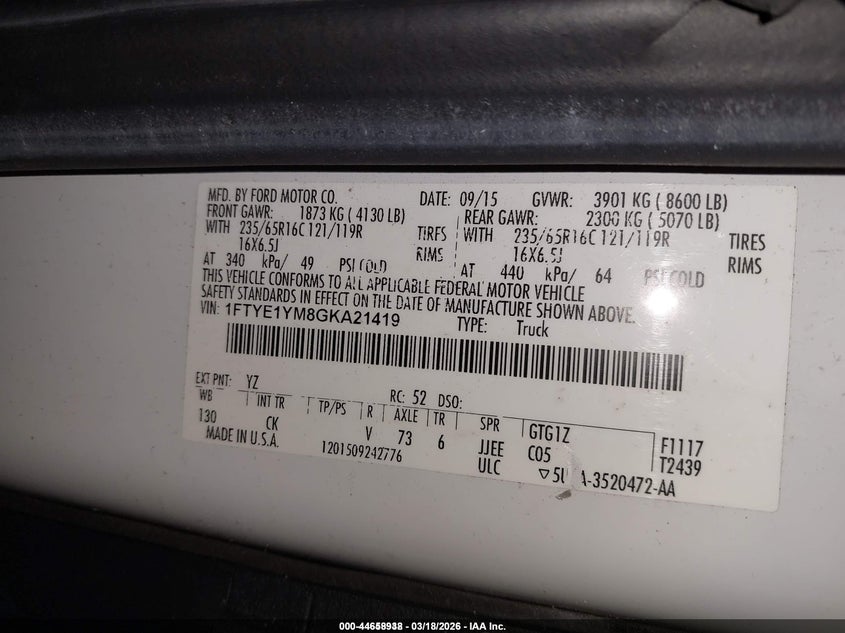 MFD. BY FORD MOTOR CO. DATE: 09/15 GVWR: 3901 KG ( 8600 LB)
FRONT GAWR: 1873 KG ( 4130 LB) REAR GAWR: 2300 KG ( 5070 LB)
WITH 235/65R16C 121/119R TIRES WITH 235/65R16C 121/119R TIRES
16X6.5J RIMS 16X6.5J RIMS
AT 340 kPa/ 49 PSI COLD AT 440 kPa/ 64 PSI COLD
THIS VEHICLE CONFORMS TO ALL APPLICABLE FEDERAL MOTOR VEHICLE
SAFETY STANDARDS IN EFFECT ON THE DATE OF MANUFACTURE SHOWN ABOVE.
VIN: 1FTYE1YM8GKA21419 TYPE: Truck
EXT PNT: YZ RC: 52 DSO:
WB INT TR TP/PS R AXLE TR SPR GTG1Z F1117
130 CK V 73 6 JJEE C05 T2439
MADE IN U.S.A. 1201509242776 ULC ▽5U A-3520472-AA
000-44658938 - 03/18/2026 - IAA Inc.